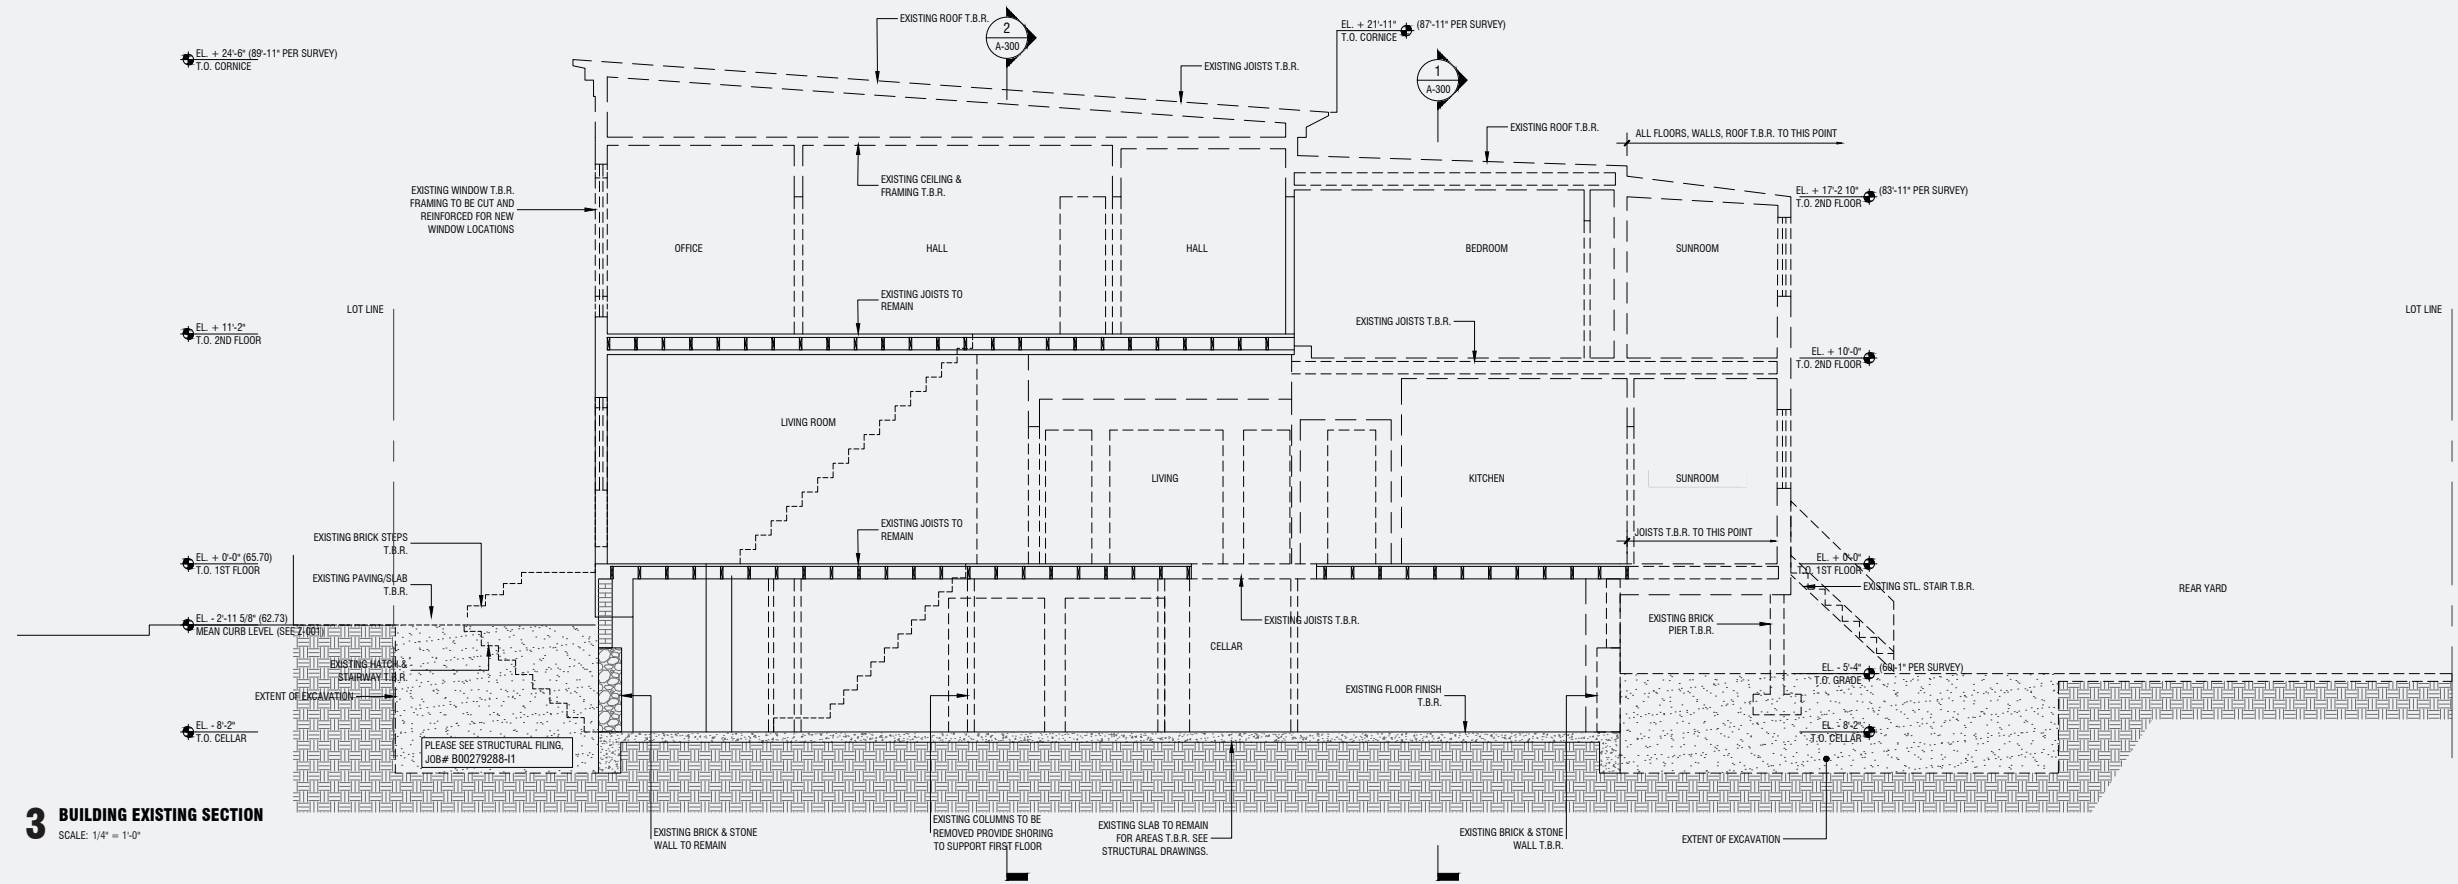 EXISTING ROOF T.B.R.
2
A-300
EL. + 21'-11" (87'-11" PER SURVEY)
T.O. CORNICE
EL. + 24'-6" (89'-11" PER SURVEY)
T.O. CORNICE
EXISTING JOISTS T.B.R.
1
A-300
EXISTING ROOF T.B.R.
ALL FLOORS, WALLS, ROOF T.B.R. TO THIS POINT
EXISTING WINDOW T.B.R.
FRAMING TO BE CUT AND
REINFORCED FOR NEW
WINDOW LOCATIONS
EXISTING CEILING &
FRAMING T.B.R.
EL. + 17'-2 10" (83'-11" PER SURVEY)
T.O. 2ND FLOOR
OFFICE
HALL
HALL
BEDROOM
SUNROOM
EXISTING JOISTS TO
REMAIN
LOT LINE
LOT LINE
EXISTING JOISTS T.B.R.
EL. + 11'-2"
T.O. 2ND FLOOR
EL. + 10'-0"
T.O. 2ND FLOOR
LIVING ROOM
LIVING
KITCHEN
SUNROOM
EXISTING JOISTS TO
REMAIN
JOISTS T.B.R. TO THIS POINT
EXISTING BRICK STEPS
T.B.R.
EL. + 0'-0" (65.70)
T.O. 1ST FLOOR
EL. + 0'-0"
T.O. 1ST FLOOR
EXISTING PAVING/SLAB
T.B.R.
EXISTING STL. STAIR T.B.R.
REAR YARD
EL. - 2'-11 5/8" (62.73)
MEAN CURB LEVEL (SEE Z-001)
EXISTING JOISTS T.B.R.
EXISTING BRICK
PIER T.B.R.
CELLAR
EXISTING HATCH &
STAIRWAY T.B.R.
EL. - 5'-4" (60'-1" PER SURVEY)
T.O. GRADE
EXTENT OF EXCAVATION
EXISTING FLOOR FINISH
T.B.R.
EL. - 8'-2"
T.O. CELLAR
EL. - 8'-2"
T.O. CELLAR
PLEASE SEE STRUCTURAL FILING,
JOB# B00279288-I1
3 BUILDING EXISTING SECTION
SCALE: 1/4" = 1'-0"
EXISTING BRICK & STONE
WALL TO REMAIN
EXISTING COLUMNS TO BE
REMOVED PROVIDE SHORING
TO SUPPORT FIRST FLOOR
EXISTING SLAB TO REMAIN
FOR AREAS T.B.R. SEE
STRUCTURAL DRAWINGS.
EXISTING BRICK & STONE
WALL T.B.R.
EXTENT OF EXCAVATION